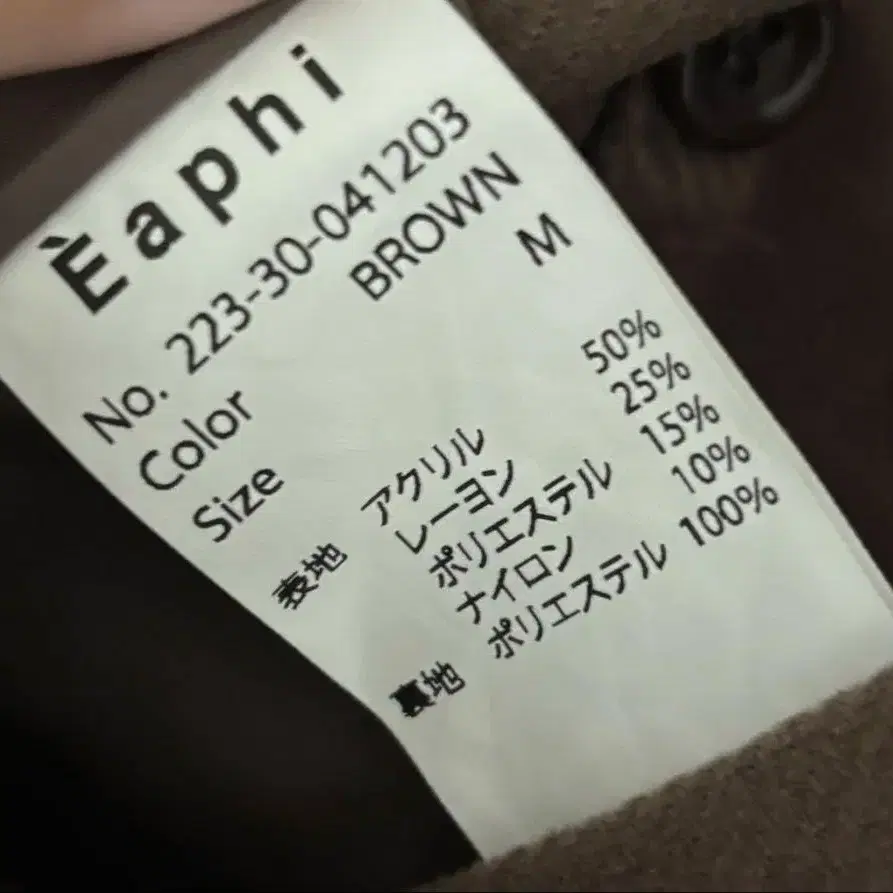 Èaphi
No. 223-30-041203
Color BROWN
Size M
表地 アクリル 50%
レーヨン 25%
ポリエステル 15%
ナイロン 10%
裏地 ポリエステル 100%